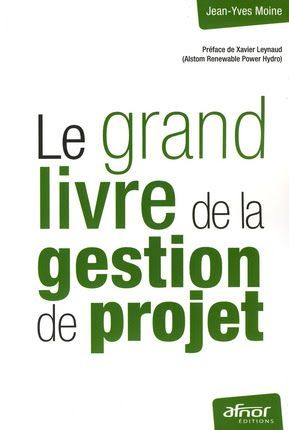 Jean-Yves Moine
Préface de Xavier Leynaud
(Alstom Renewable Power Hydro)
Le grand
livre de la
gestion
de projet
afnor
ÉDITIONS